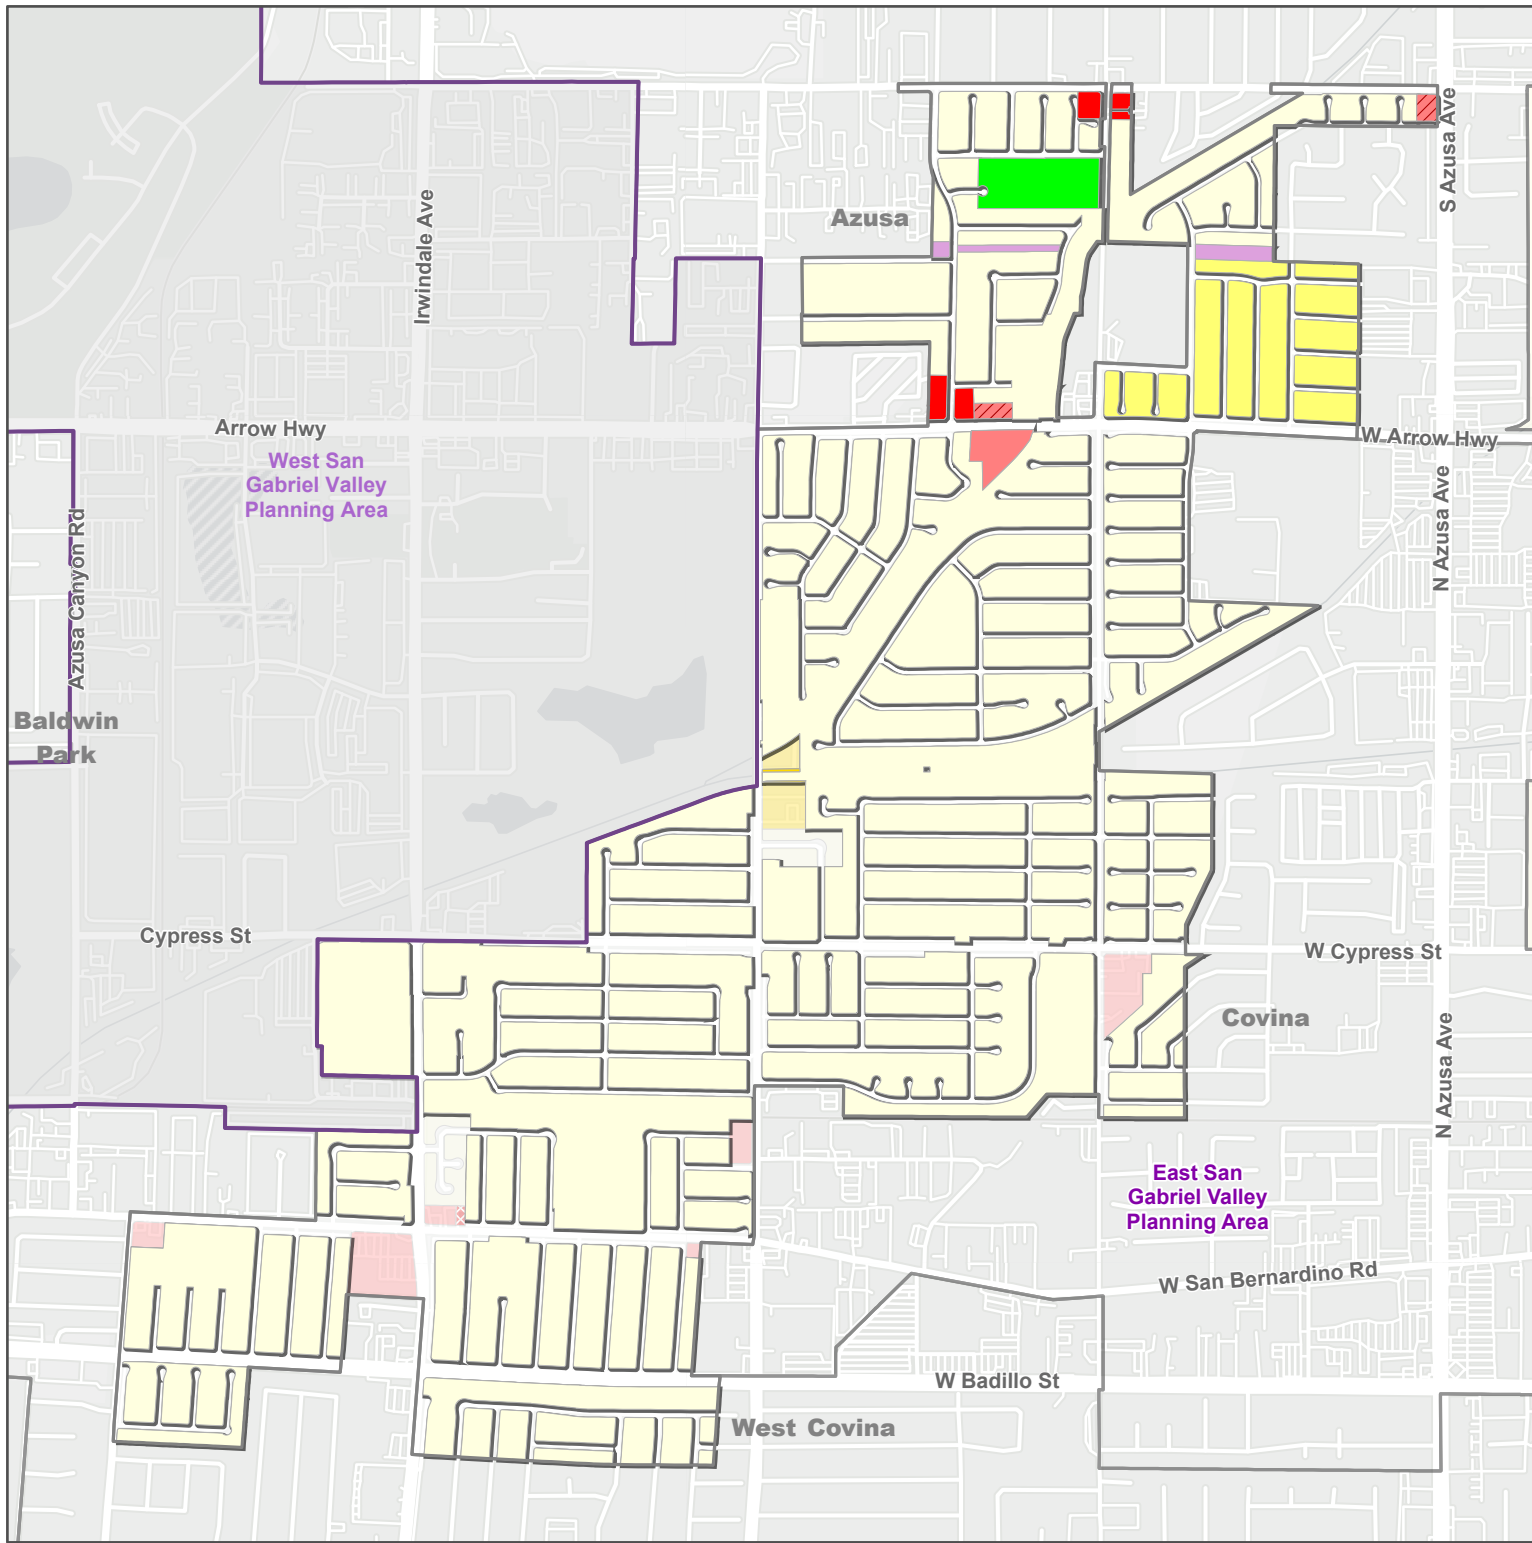 S Azusa Ave
Azusa
Irwindale Ave
Arrow Hwy
W Arrow Hwy
West San
Gabriel Valley
Planning Area
N Azusa Ave
Azusa Canyon Rd
Baldwin
Park
Cypress St
W Cypress St
Covina
N Azusa Ave
East San
Gabriel Valley
Planning Area
W San Bernardino Rd
W Badillo St
West Covina